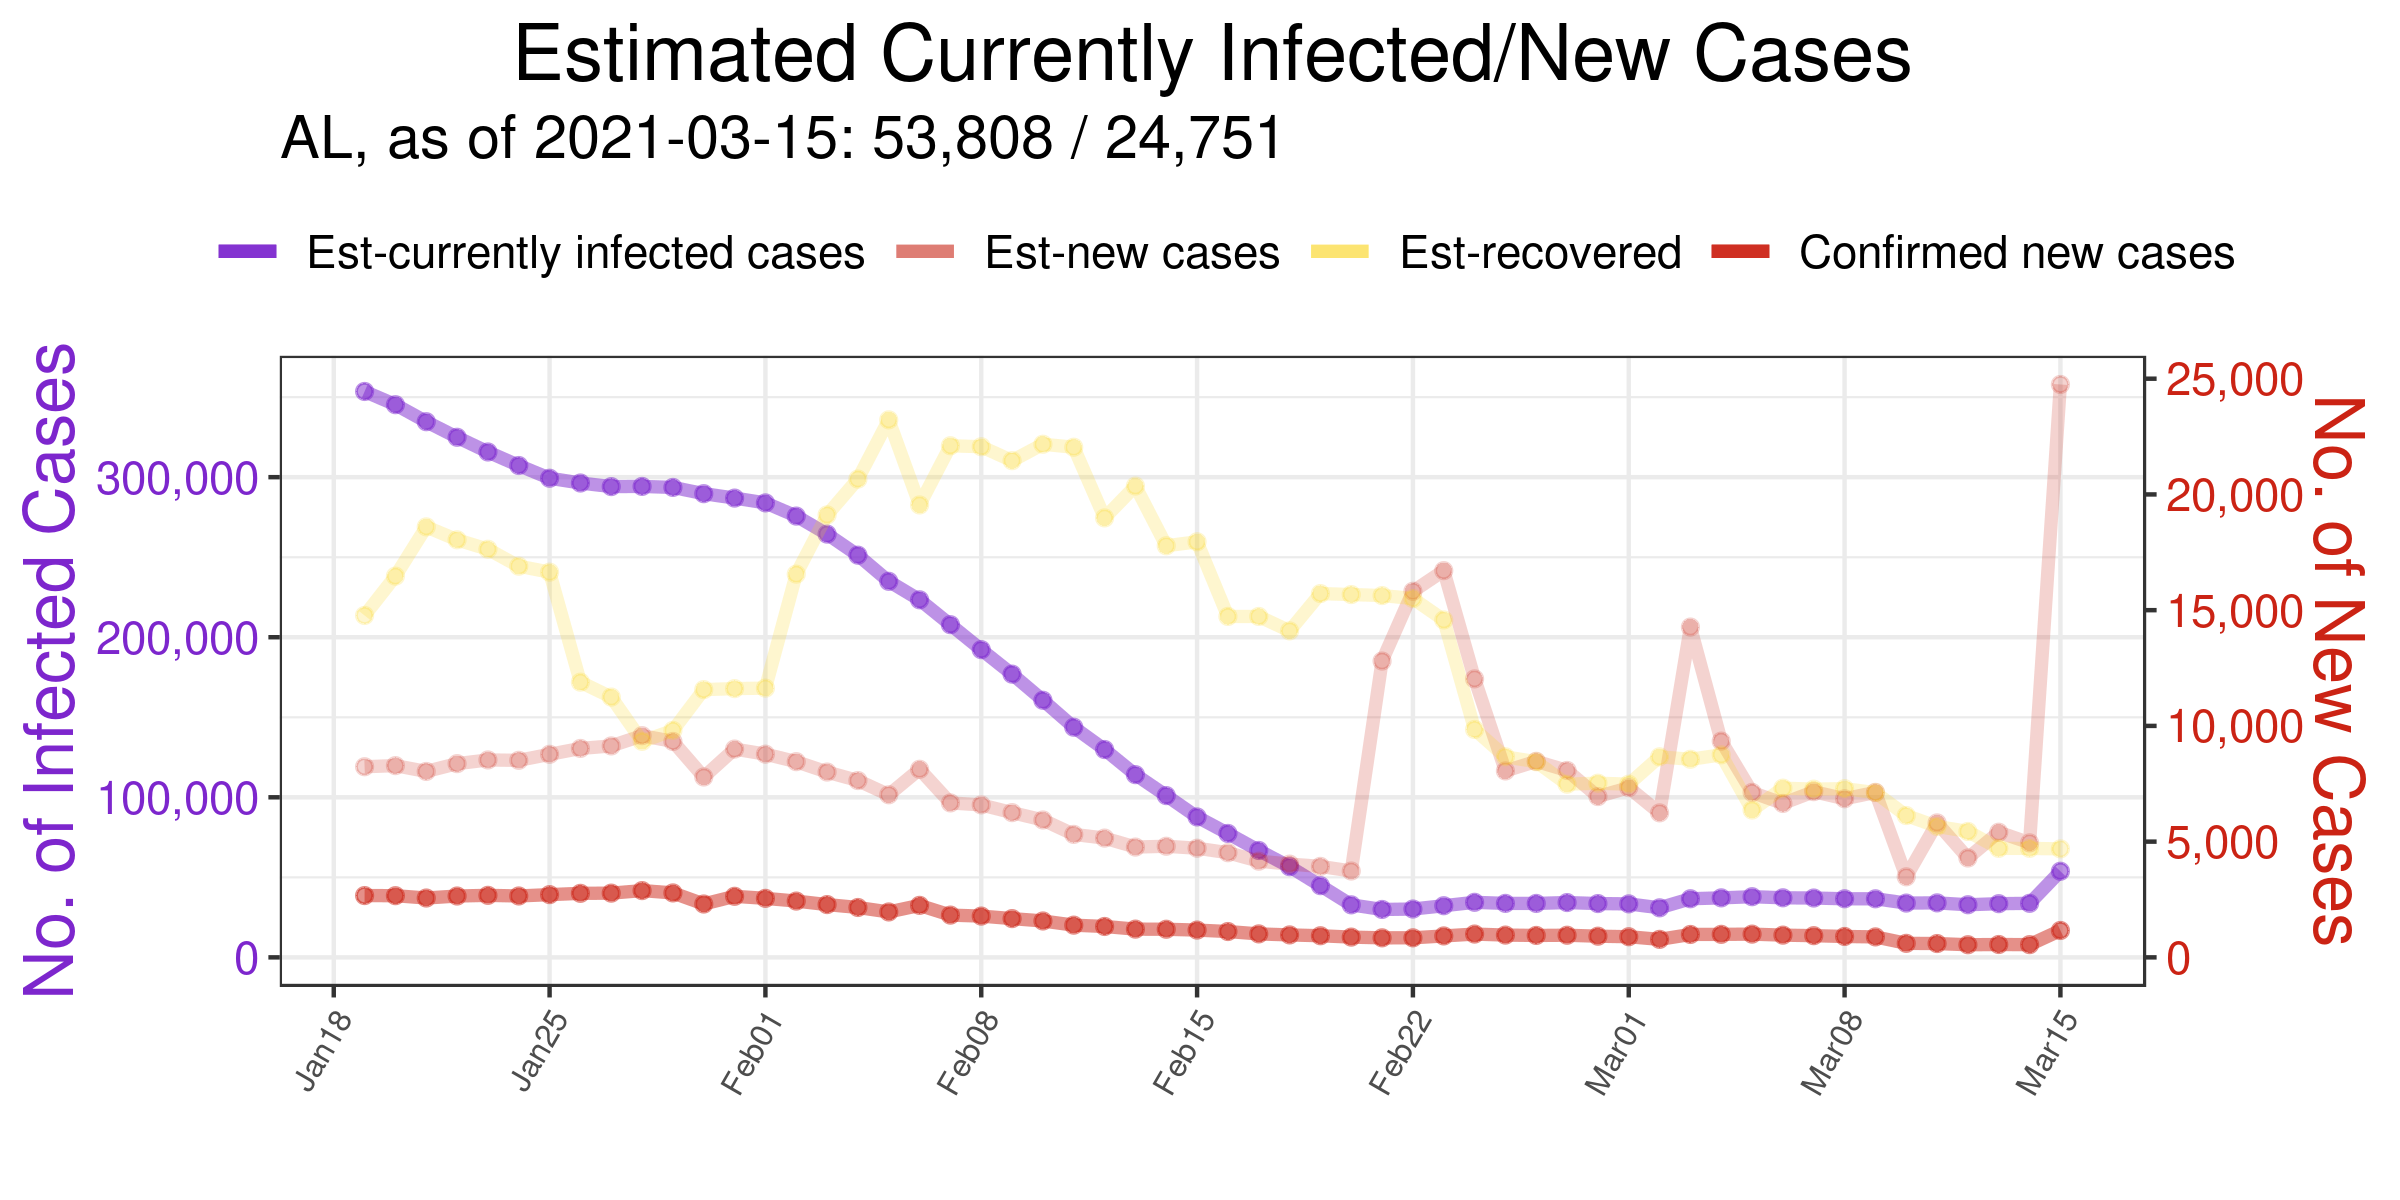 Estimated Currently Infected/New Cases
AL, as of 2021-03-15: 53,808 / 24,751
Est-currently infected cases Est-new cases Est-recovered Confirmed new cases
No. of Infected Cases
300,000
200,000
100,000
0
25,000
20,000
15,000
10,000
5,000
0
No. of New Cases
Jan18 Jan25 Feb01 Feb08 Feb15 Feb22 Mar01 Mar08 Mar15